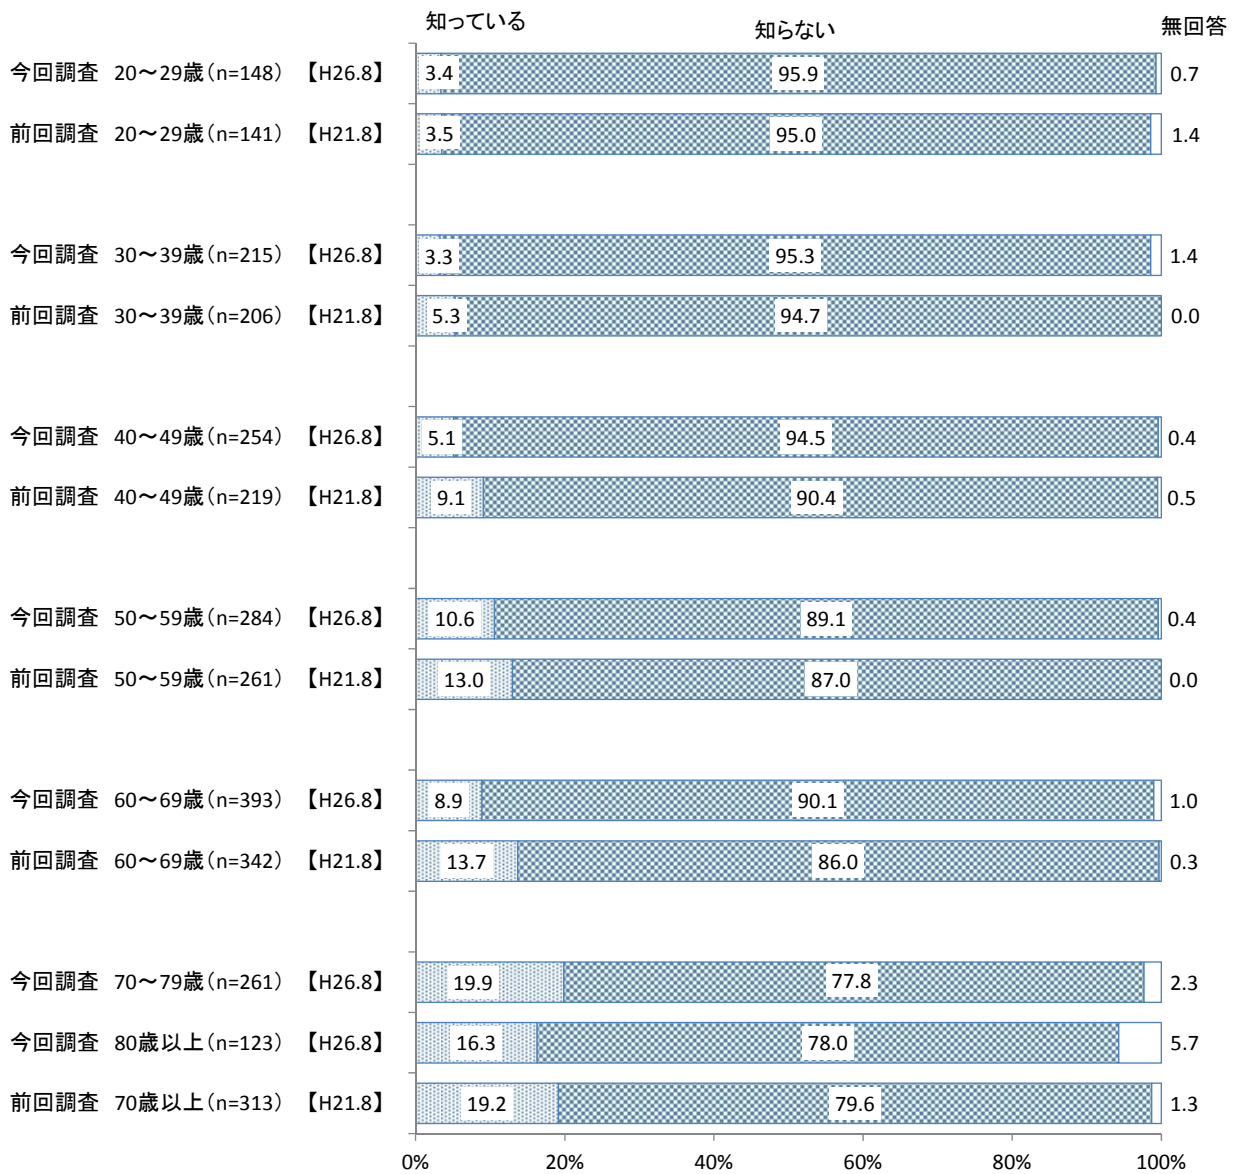 知っている 知らない 無回答
今回調査 20～29歳(n=148) 【H26.8】 3.4 95.9 0.7
前回調査 20～29歳(n=141) 【H21.8】 3.5 95.0 1.4
今回調査 30～39歳(n=215) 【H26.8】 3.3 95.3 1.4
前回調査 30～39歳(n=206) 【H21.8】 5.3 94.7 0.0
今回調査 40～49歳(n=254) 【H26.8】 5.1 94.5 0.4
前回調査 40～49歳(n=219) 【H21.8】 9.1 90.4 0.5
今回調査 50～59歳(n=284) 【H26.8】 10.6 89.1 0.4
前回調査 50～59歳(n=261) 【H21.8】 13.0 87.0 0.0
今回調査 60～69歳(n=393) 【H26.8】 8.9 90.1 1.0
前回調査 60～69歳(n=342) 【H21.8】 13.7 86.0 0.3
今回調査 70～79歳(n=261) 【H26.8】 19.9 77.8 2.3
今回調査 80歳以上(n=123) 【H26.8】 16.3 78.0 5.7
前回調査 70歳以上(n=313) 【H21.8】 19.2 79.6 1.3
0% 20% 40% 60% 80% 100%